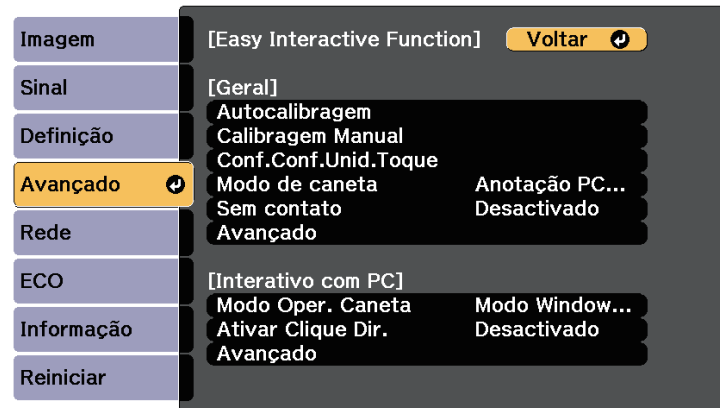 Imagem
Sinal
Definição
Avançado
Rede
ECO
Informação
Reiniciar
[Easy Interactive Function] Voltar
[Geral]
Autocalibragem
Calibragem Manual
Conf.Conf.Unid.Toque
Modo de caneta Anotação PC...
Sem contato Desactivado
Avançado
[Interativo com PC]
Modo Oper. Caneta Modo Window...
Ativar Clique Dir. Desactivado
Avançado